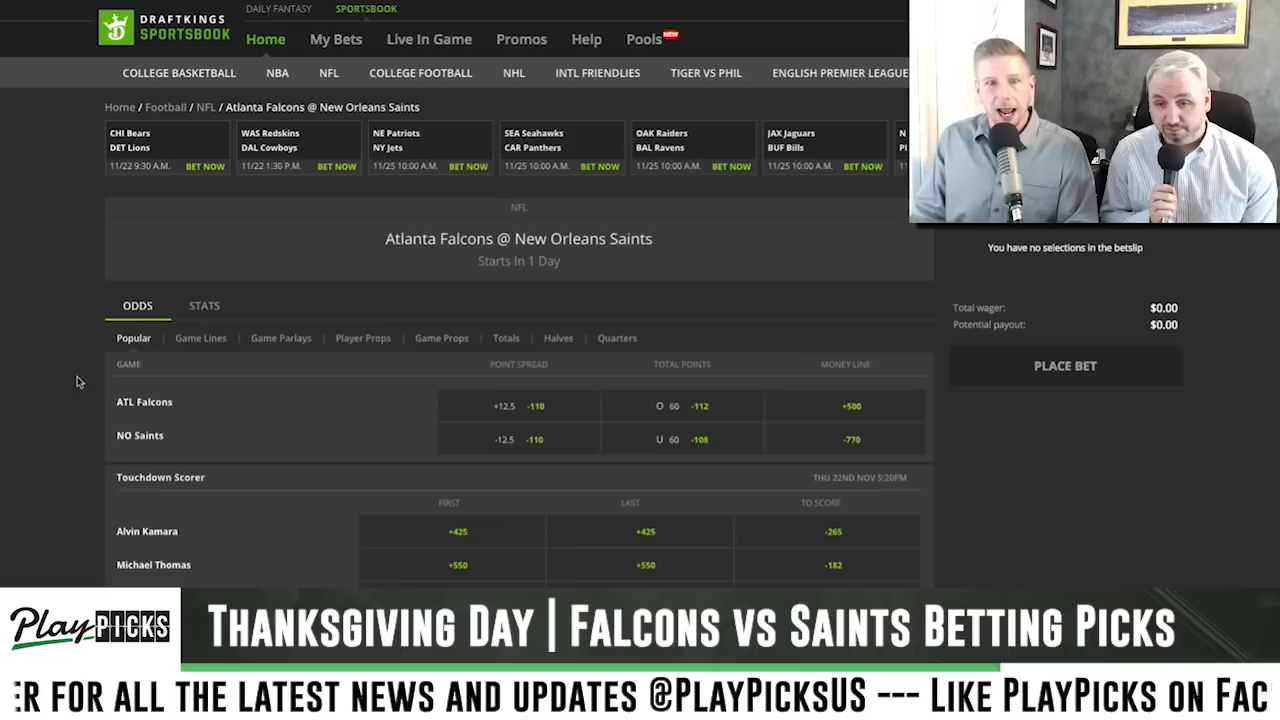 DRAFTKINGS
SPORTSBOOK
DAILY FANTASY
SPORTSBOOK
Home
My Bets
Live In Game
Promos
Help
Pools
NEW
COLLEGE BASKETBALL
NBA
NFL
COLLEGE FOOTBALL
NHL
INTL FRIENDLIES
TIGER VS PHIL
ENGLISH PREMIER LEAGUE
Home / Football / NFL / Atlanta Falcons @ New Orleans Saints
CHI Bears
DET Lions
11/22 9:30 A.M. BET NOW
WAS Redskins
DAL Cowboys
11/22 1:30 P.M. BET NOW
NE Patriots
NY Jets
11/25 10:00 A.M. BET NOW
SEA Seahawks
CAR Panthers
11/25 10:00 A.M. BET NOW
OAK Raiders
BAL Ravens
11/25 10:00 A.M. BET NOW
JAX Jaguars
BUF Bills
11/25 10:00 A.M. BET NOW
NFL
Atlanta Falcons @ New Orleans Saints
Starts In 1 Day
You have no selections in the betslip
Total wager: $0.00
Potential payout: $0.00
PLACE BET
ODDS
STATS
Popular | Game Lines | Game Parlays | Player Props | Game Props | Totals | Halves | Quarters
GAME POINT SPREAD TOTAL POINTS MONEY LINE
ATL Falcons +12.5 -110 O 60 -112 +500
NO Saints -12.5 -110 U 60 -108 -770
Touchdown Scorer THU 22ND NOV 5:20PM
FIRST LAST TO SCORE
Alvin Kamara +425 +425 -265
Michael Thomas +550 +550 -182
PlayPICKS
THANKSGIVING DAY | FALCONS VS SAINTS BETTING PICKS
ER FOR ALL THE LATEST NEWS AND UPDATES @PLAYPICKSUS --- LIKE PLAYPICKS ON FAC